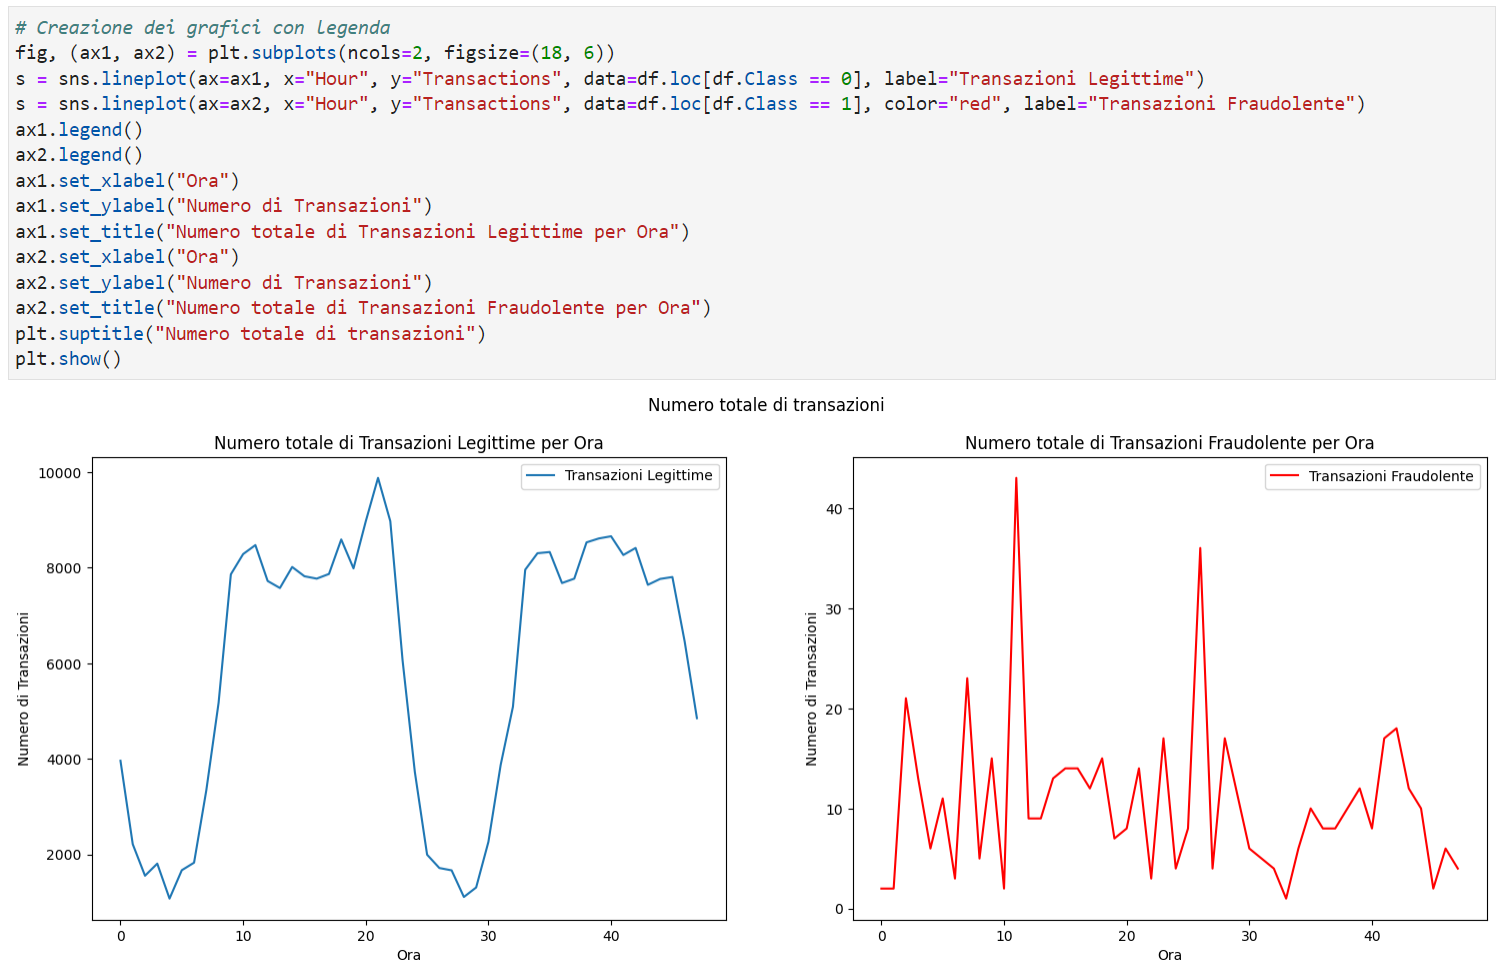 # Creazione dei grafici con legenda
fig, (ax1, ax2) = plt.subplots(ncols=2, figsize=(18, 6))
s = sns.lineplot(ax=ax1, x="Hour", y="Transactions", data=df.loc[df.Class == 0], label="Transazioni Legittime")
s = sns.lineplot(ax=ax2, x="Hour", y="Transactions", data=df.loc[df.Class == 1], color="red", label="Transazioni Fraudolente")
ax1.legend()
ax2.legend()
ax1.set_xlabel("Ora")
ax1.set_ylabel("Numero di Transazioni")
ax1.set_title("Numero totale di Transazioni Legittime per Ora")
ax2.set_xlabel("Ora")
ax2.set_ylabel("Numero di Transazioni")
ax2.set_title("Numero totale di Transazioni Fraudolente per Ora")
plt.suptitle("Numero totale di transazioni")
plt.show()
Numero totale di transazioni
Numero totale di Transazioni Legittime per Ora
Transazioni Legittime
Numero di Transazioni
10000
8000
6000
4000
2000
0
10
20
30
40
Ora
Numero totale di Transazioni Fraudolente per Ora
Transazioni Fraudolente
Numero di Transazioni
40
30
20
10
0
0
10
20
30
40
Ora